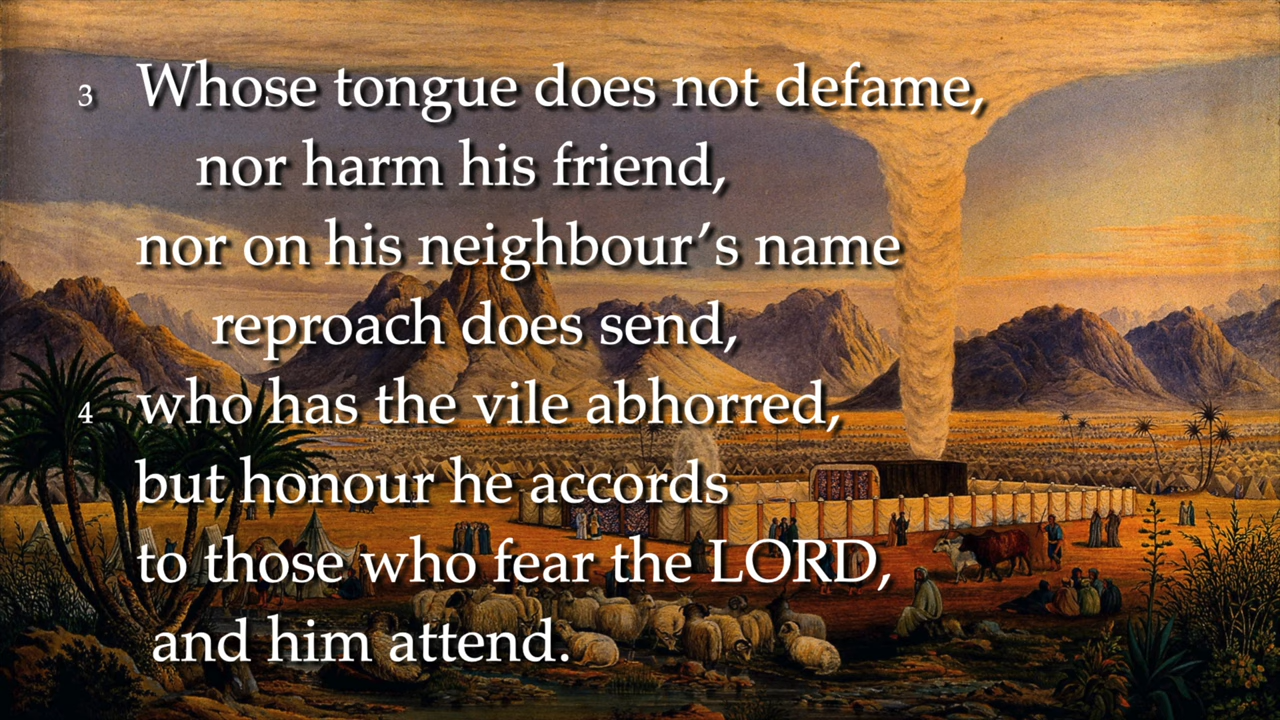 3 Whose tongue does not defame,
nor harm his friend,
nor on his neighbour’s name
reproach does send,
4 who has the vile abhorred,
but honour he accords
to those who fear the LORD,
and him attend.